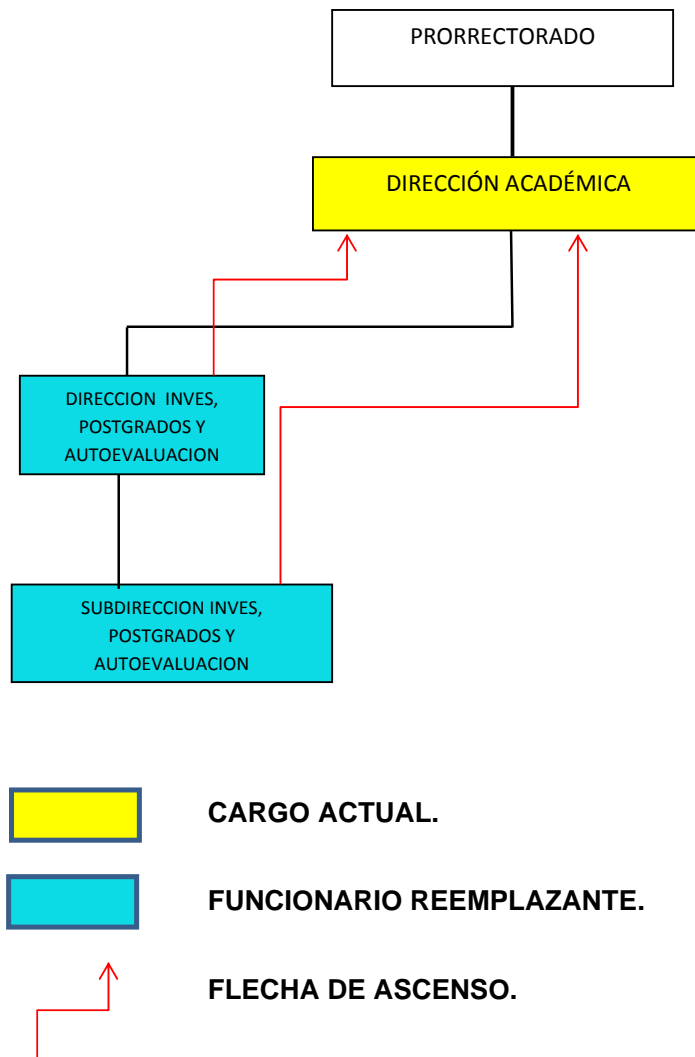 PRORRECTORADO
DIRECCIÓN ACADÉMICA
DIRECCION INVES,
POSTGRADOS Y
AUTOEVALUACION
SUBDIRECCION INVES,
POSTGRADOS Y
AUTOEVALUACION
CARGO ACTUAL.
FUNCIONARIO REEMPLAZANTE.
FLECHA DE ASCENSO.